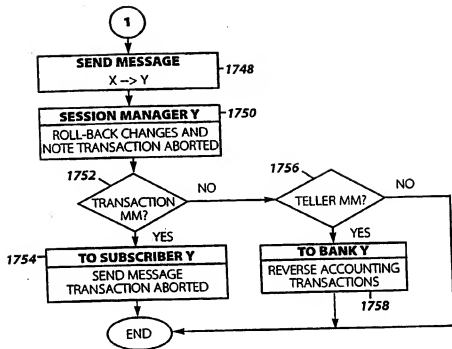 1
SEND MESSAGE
X --> Y
1748
SESSION MANAGER Y
1750
ROLL-BACK CHANGES AND
NOTE TRANSACTION ABORTED
1752
TRANSACTION
MM?
NO
YES
1756
TELLER MM?
NO
YES
1754
TO SUBSCRIBER Y
SEND MESSAGE
TRANSACTION ABORTED
TO BANK Y
REVERSE ACCOUNTING
TRANSACTIONS
1758
END